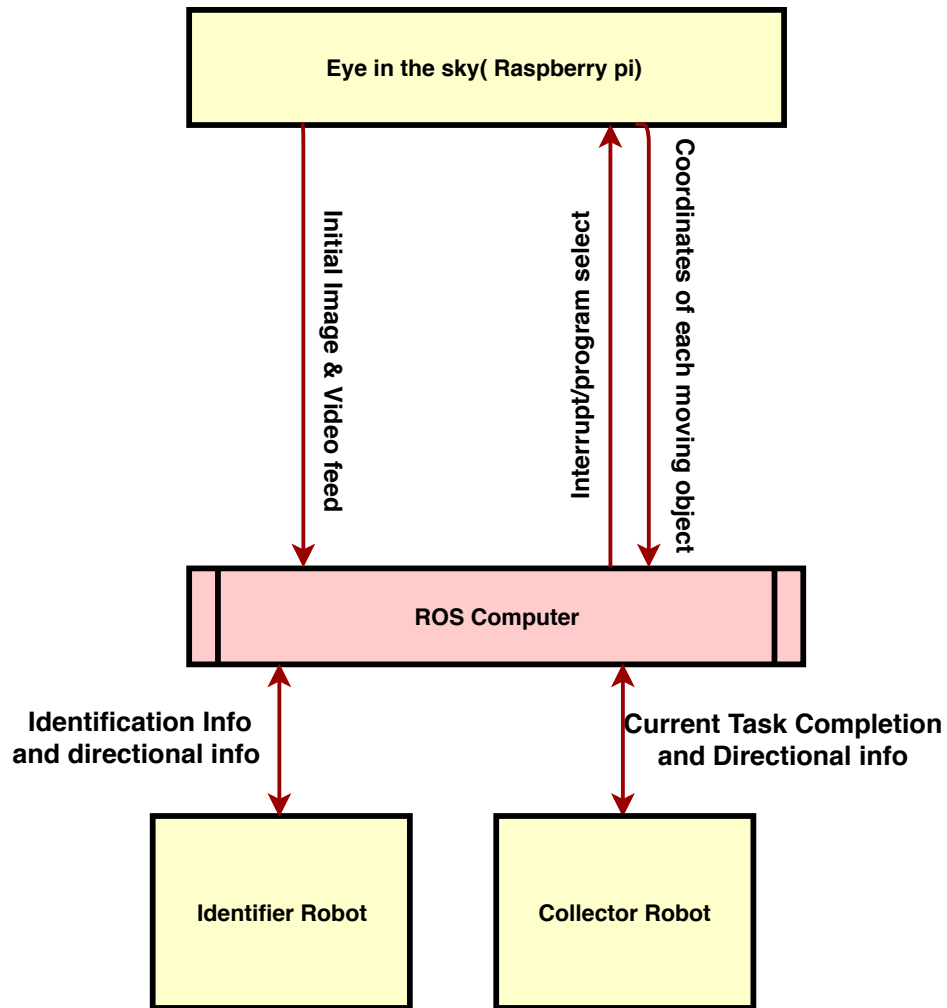 Eye in the sky( Raspberry pi)
Initial Image & Video feed
Interrupt/program select
Coordinates of each moving object
ROS Computer
Identification Info
and directional info
Current Task Completion
and Directional info
Identifier Robot
Collector Robot